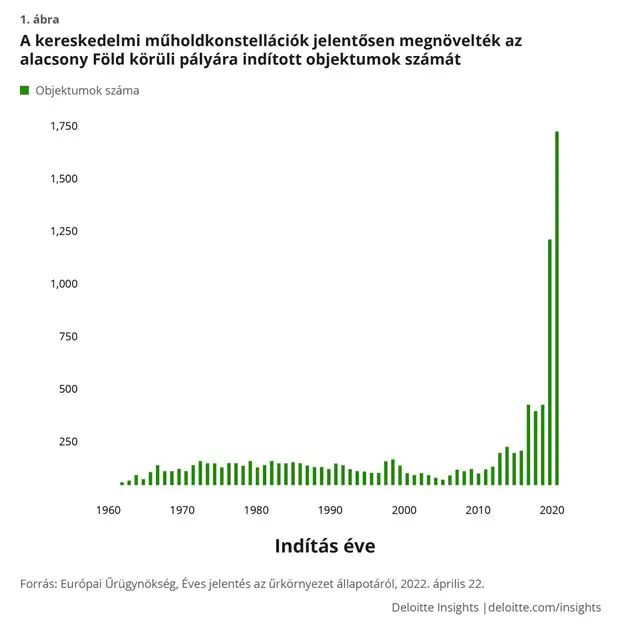 1. ábra
A kereskedelmi műholdkonstellációk jelentősen megnövelték az
alacsony Föld körüli pályára indított objektumok számát
Objektumok száma
1,750
1,500
1,250
1,000
750
500
250
1960 1970 1980 1990 2000 2010 2020
Indítás éve
Forrás: Európai Űrügynökség, Éves jelentés az űrkörnyezet állapotáról, 2022. április 22.
Deloitte Insights |deloitte.com/insights